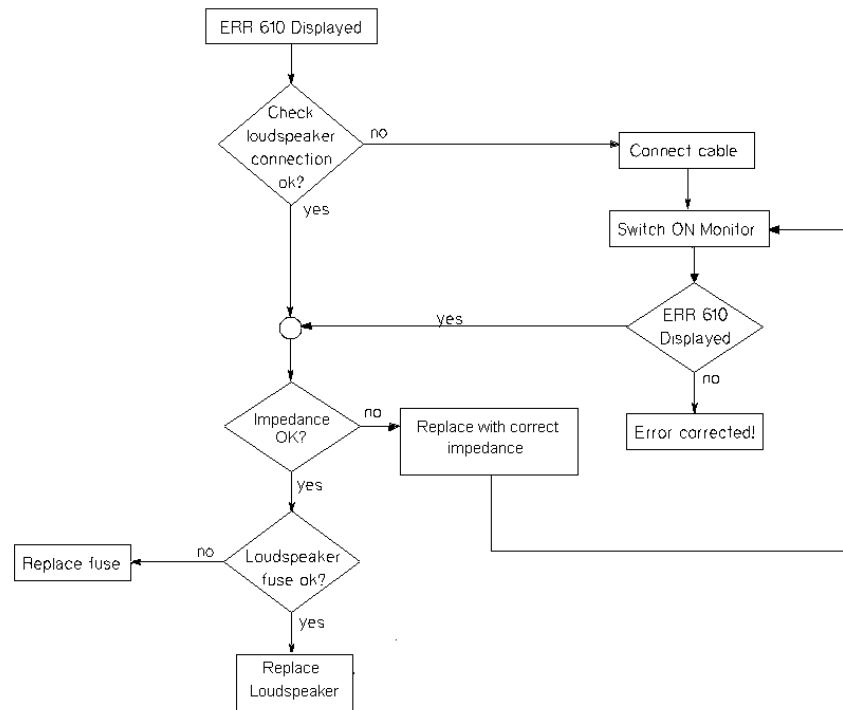 ERR 610 Displayed
Check
loudspeaker
connection
ok?
no
yes
Connect cable
Switch ON Monitor
ERR 610
Displayed
yes
no
Error corrected!
Impedance
OK?
no
yes
Replace with correct
impedance
Loudspeaker
fuse ok?
no
yes
Replace fuse
Replace
Loudspeaker